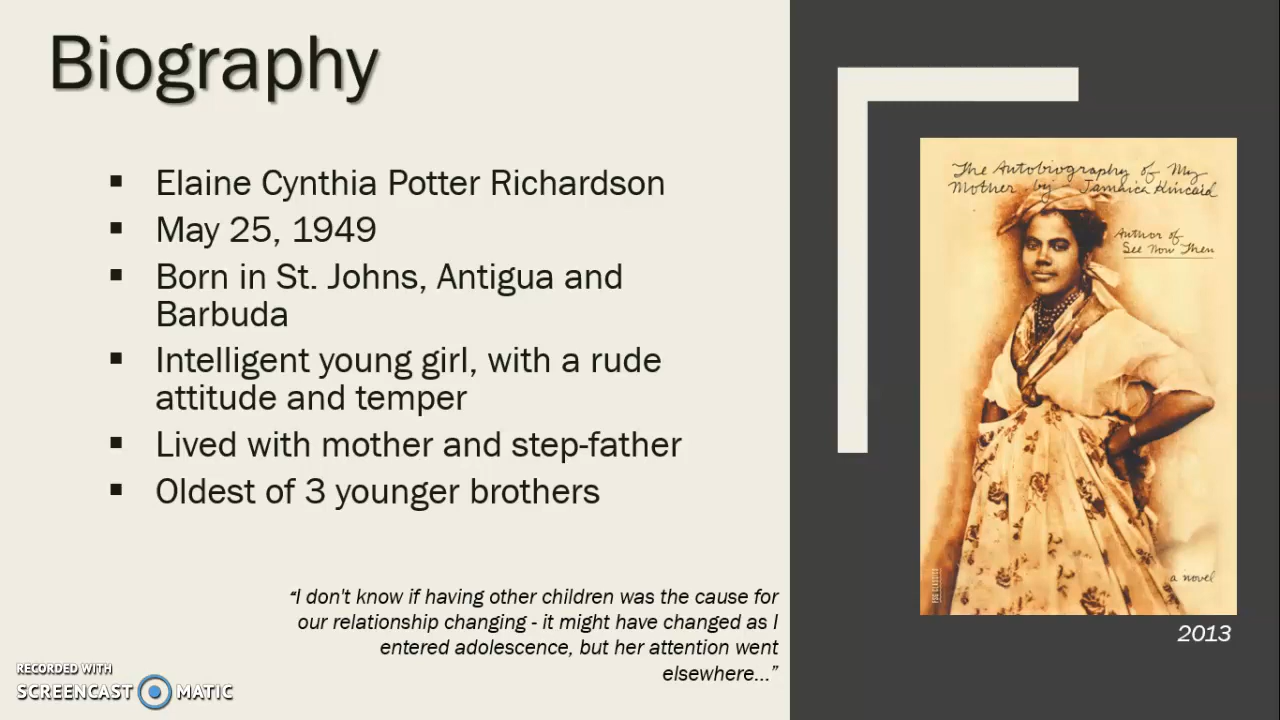 Biography
▪ Elaine Cynthia Potter Richardson
▪ May 25, 1949
▪ Born in St. Johns, Antigua and
Barbuda
▪ Intelligent young girl, with a rude
attitude and temper
▪ Lived with mother and step-father
▪ Oldest of 3 younger brothers
“I don't know if having other children was the cause for
our relationship changing - it might have changed as I
entered adolescence, but her attention went
elsewhere...”
The Autobiography of My
Mother by - Jamaica Kincaid
Author of
See Now Then
a novel
FSG CLASSICS
2013
RECORDED WITH
SCREENCAST MATIC